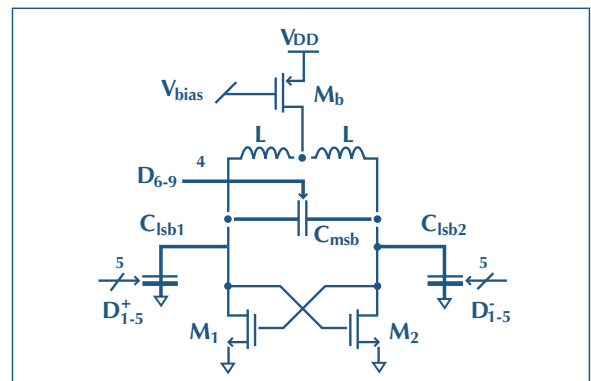 VDD
Vbias
Mb
L L
4
D6-9
Cmsb
Clsb1
Clsb2
5
5
D+1-5
D-1-5
M1
M2